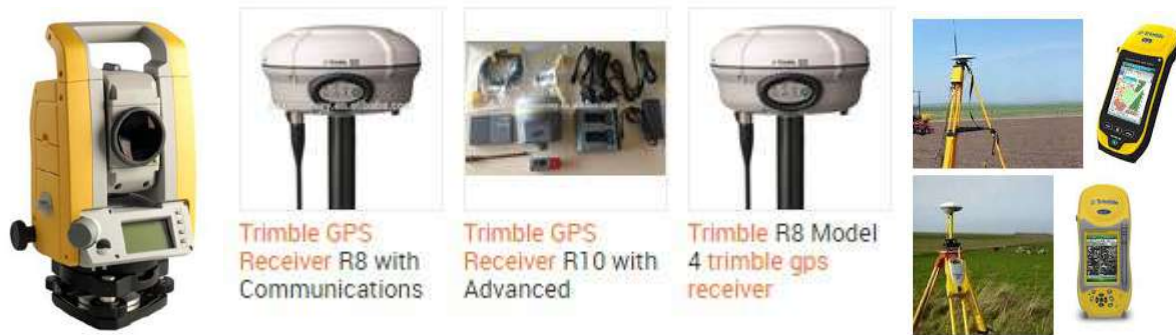 Trimble GPS
Receiver R8 with
Communications
Trimble GPS
Receiver R10 with
Advanced
Trimble R8 Model
4 trimble gps
receiver
Trimble